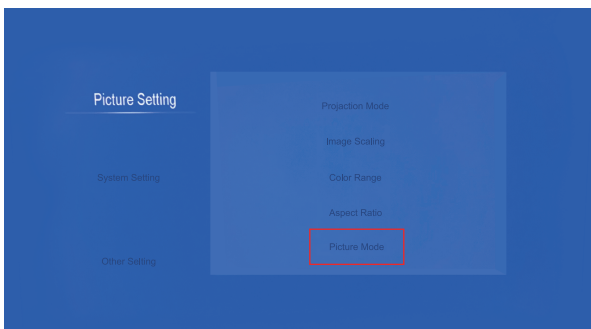 Picture Setting
System Setting
Other Setting
Projection Mode
Image Scaling
Color Range
Aspect Ratio
Picture Mode